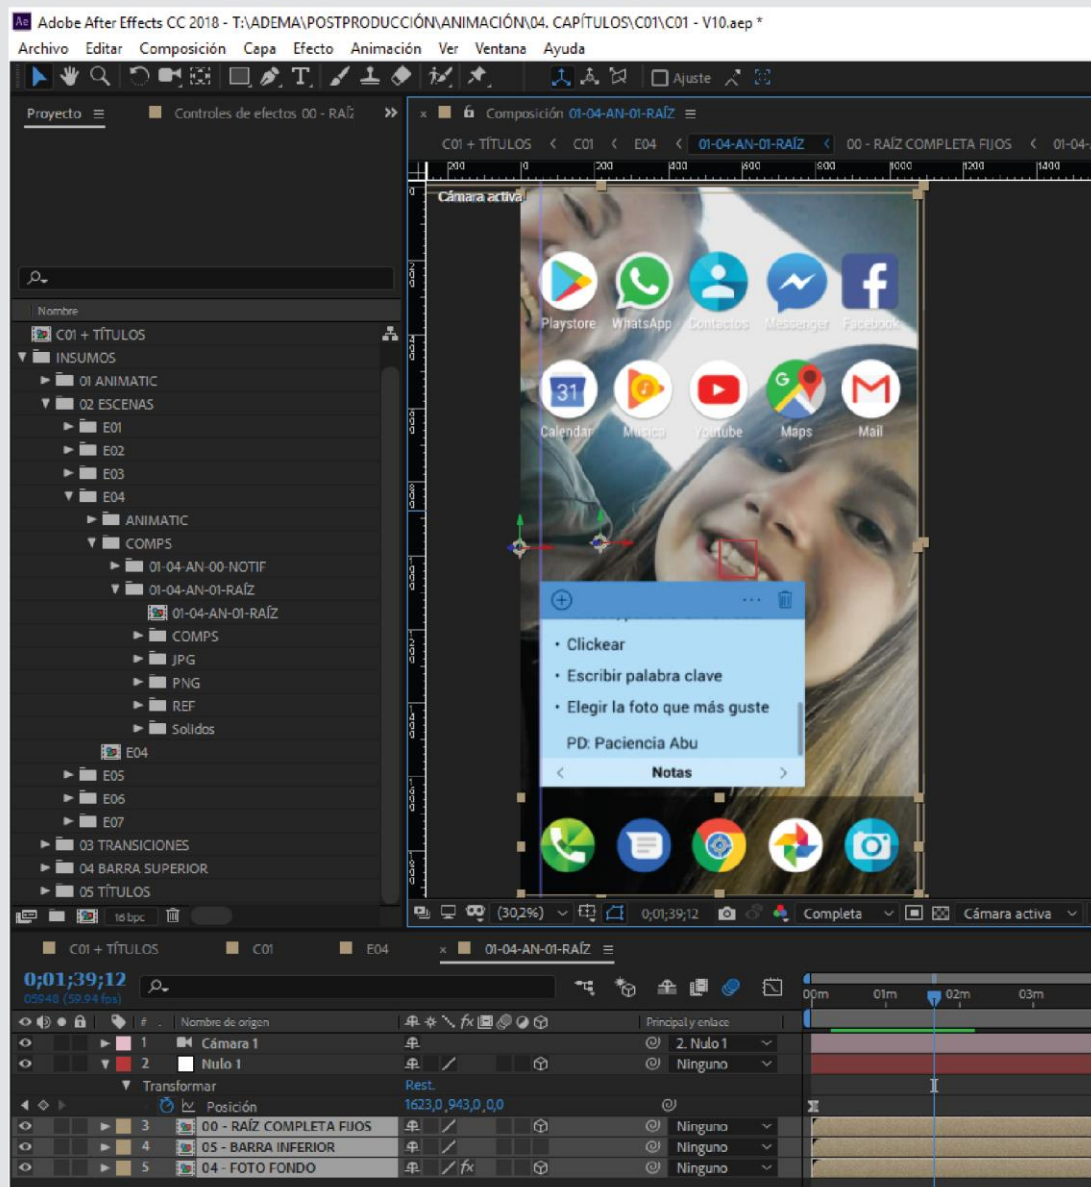 Adobe After Effects CC 2018 - T:\ADEMA\POSTPRODUCCIÓN\ANIMACIÓN\04. CAPÍTULOS\C01\C01 - V10.aep *
Archivo Editar Composición Capa Efecto Animación Ver Ventana Ayuda
Ajuste
Proyecto
Controles de efectos 00 - RAÍZ
Composición 01-04-AN-01-RAÍZ
C01 + TÍTULOS
C01
E04
01-04-AN-01-RAÍZ
00 - RAÍZ COMPLETA FIJOS
01-04-
Cámara activa
Playstore WhatsApp Contactos Messenger Facebook
31
Calendar Musica Youtube Maps Mail
Clickear
Escribir palabra clave
Elegir la foto que más guste
PD: Paciencia Abu
Notas
Nombre
C01 + TÍTULOS
INSUMOS
01 ANIMATIC
02 ESCENAS
E01
E02
E03
E04
ANIMATIC
COMPS
01-04-AN-00-NOTIF
01-04-AN-01-RAÍZ
01-04-AN-01-RAÍZ
COMPS
JPG
PNG
REF
Solidos
E04
E05
E06
E07
03 TRANSICIONES
04 BARRA SUPERIOR
05 TÍTULOS
16 bpc
(30,2%) 0;01;39;12 Completa Cámara activa
C01 + TÍTULOS C01 E04 01-04-AN-01-RAÍZ
0;01;39;12
05948 (59.94 fps)
00m 01m 02m 03m
# Nombre de origen Principal y enlace
1 Cámara 1 2. Nulo 1
2 Nulo 1 Ninguno
Transformar Rest.
Posición 1623,0,943,0,0,0
3 00 - RAÍZ COMPLETA FIJOS Ninguno
4 05 - BARRA INFERIOR Ninguno
5 04 - FOTO FONDO Ninguno